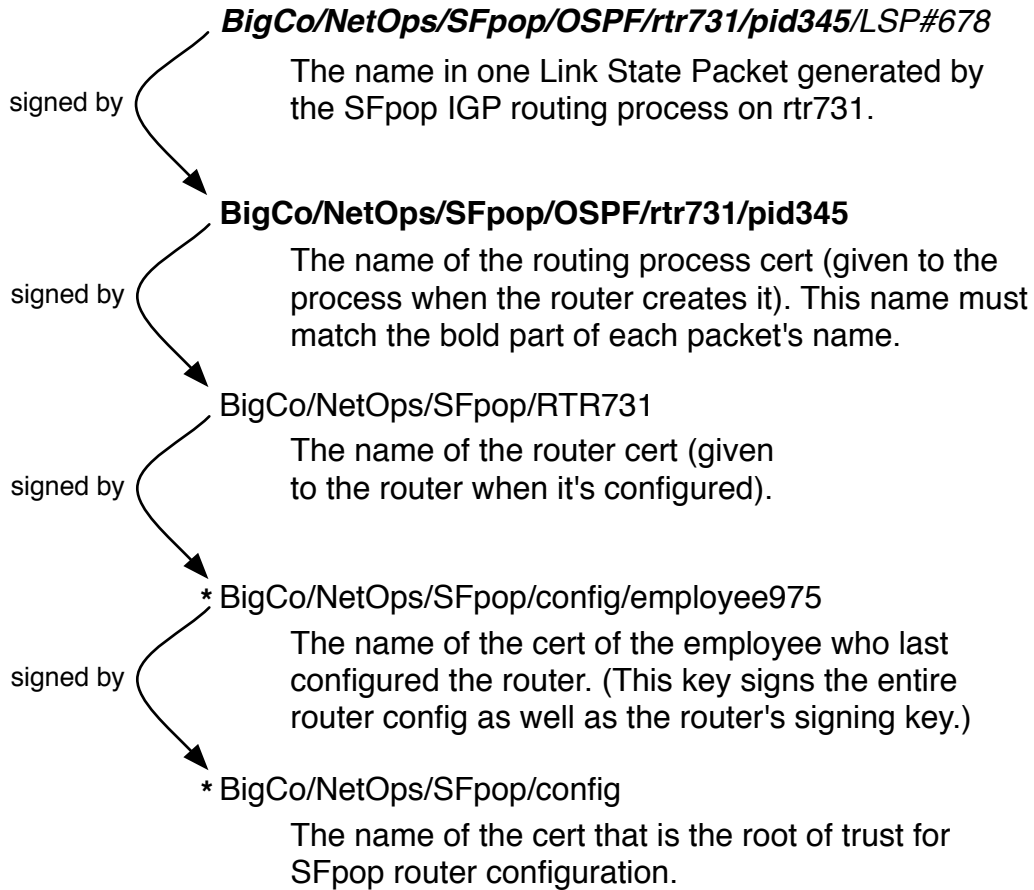 BigCo/NetOps/SFpop/OSPF/rtr731/pid345/LSP#678
The name in one Link State Packet generated by
signed by
the SFpop IGP routing process on rtr731.
BigCo/NetOps/SFpop/OSPF/rtr731/pid345
The name of the routing process cert (given to the
signed by
process when the router creates it). This name must
match the bold part of each packet's name.
BigCo/NetOps/SFpop/RTR731
The name of the router cert (given
signed by
to the router when it's configured).
* BigCo/NetOps/SFpop/config/employee975
The name of the cert of the employee who last
signed by
configured the router. (This key signs the entire
router config as well as the router's signing key.)
* BigCo/NetOps/SFpop/config
The name of the cert that is the root of trust for
SFpop router configuration.